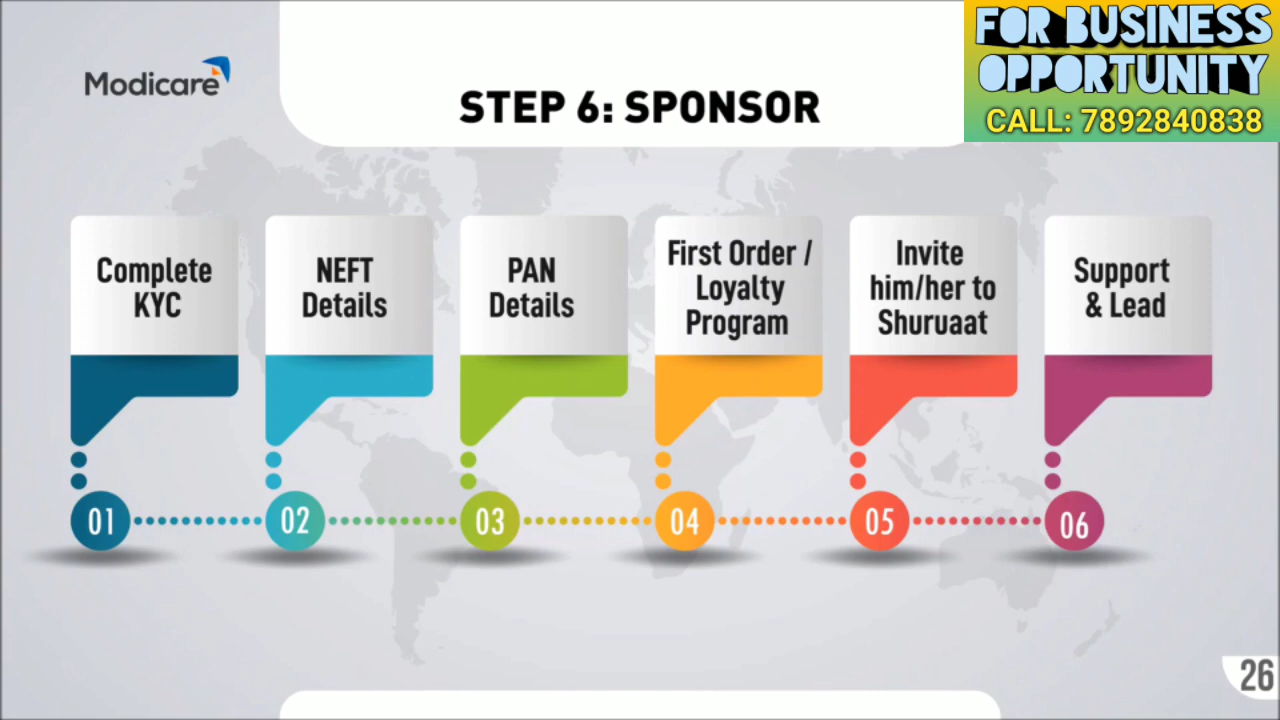 Modicare
STEP 6: SPONSOR
FOR BUSINESS
OPPORTUNITY
CALL: 7892840838
Complete
KYC
NEFT
Details
PAN
Details
First Order /
Loyalty
Program
Invite
him/her to
Shuruaat
Support
& Lead
01
02
03
04
05
06
26